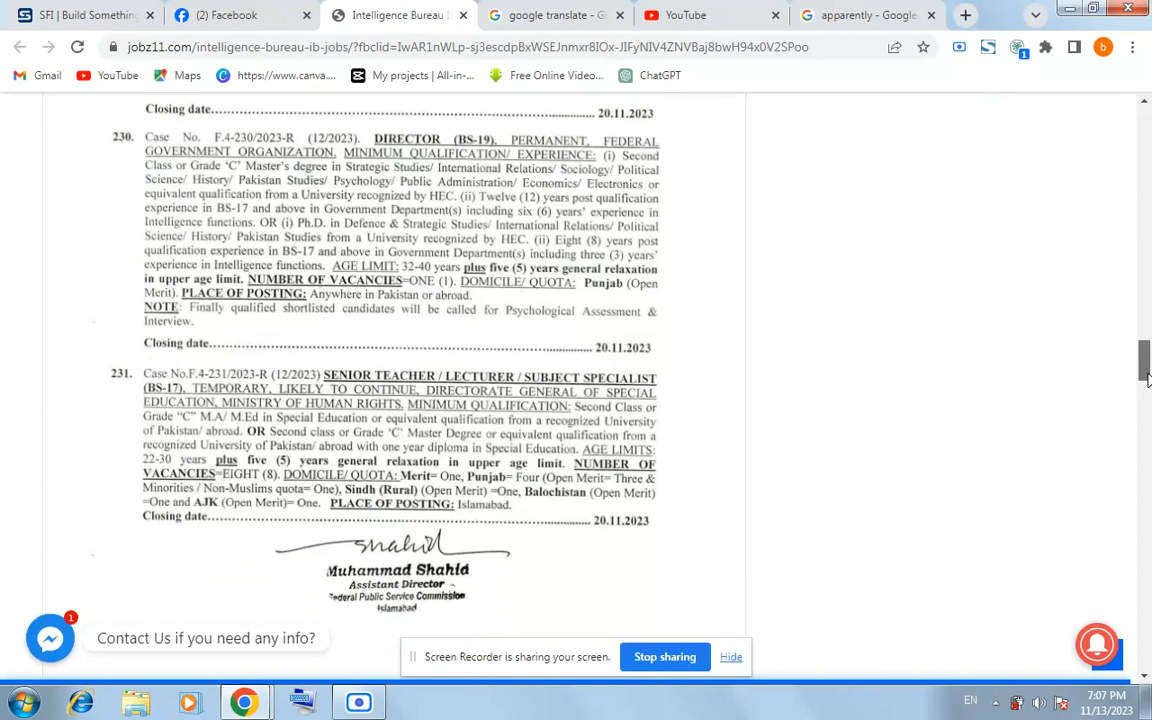 SFI | Build Something
(2) Facebook
Intelligence Bureau I
google translate - G
YouTube
apparently - Google
jobz11.com/intelligence-bureau-ib-jobs/?fbclid=IwAR1nWLp-sj3escdpBxWSEJnmxr8IOx-JIFyNIV4ZNVBaj8bwH94x0V2SPoo
1
b
Gmail
YouTube
Maps
https://www.canva....
My projects | All-in-...
Free Online Video...
ChatGPT
Closing date........................................................................................... 20.11.2023
230. Case No. F.4-230/2023-R (12/2023). DIRECTOR (BS-19), PERMANENT, FEDERAL
GOVERNMENT ORGANIZATION. MINIMUM QUALIFICATION/ EXPERIENCE: (i) Second
Class or Grade 'C' Master's degree in Strategic Studies/ International Relations/ Sociology/ Political
Science/ History/ Pakistan Studies/ Psychology/ Public Administration/ Economics/ Electronics or
equivalent qualification from a University recognized by HEC. (ii) Twelve (12) years post qualification
experience in BS-17 and above in Government Department(s) including six (6) years' experience in
Intelligence functions. OR (i) Ph.D. in Defence & Strategic Studies/ International Relations/ Political
Science/ History/ Pakistan Studies from a University recognized by HEC. (ii) Eight (8) years post
qualification experience in BS-17 and above in Government Department(s) including three (3) years'
experience in Intelligence functions. AGE LIMIT: 32-40 years plus five (5) years general relaxation
in upper age limit. NUMBER OF VACANCIES=ONE (1). DOMICILE/ QUOTA: Punjab (Open
Merit). PLACE OF POSTING: Anywhere in Pakistan or abroad.
NOTE: Finally qualified shortlisted candidates will be called for Psychological Assessment &
Interview.
Closing date........................................................................................... 20.11.2023
231. Case No.F.4-231/2023-R (12/2023) SENIOR TEACHER / LECTURER / SUBJECT SPECIALIST
(BS-17), TEMPORARY, LIKELY TO CONTINUE, DIRECTORATE GENERAL OF SPECIAL
EDUCATION, MINISTRY OF HUMAN RIGHTS. MINIMUM QUALIFICATION: Second Class or
Grade "C" M.A/ M.Ed in Special Education or equivalent qualification from a recognized University
of Pakistan/ abroad. OR Second class or Grade 'C' Master Degree or equivalent qualification from a
recognized University of Pakistan/ abroad with one year diploma in Special Education. AGE LIMITS:
22-30 years plus five (5) years general relaxation in upper age limit. NUMBER OF
VACANCIES=EIGHT (8). DOMICILE/ QUOTA: Merit= One, Punjab= Four (Open Merit= Three &
Minorities / Non-Muslims quota= One), Sindh (Rural) (Open Merit) =One, Balochistan (Open Merit)
=One and AJK (Open Merit)= One. PLACE OF POSTING: Islamabad.
Closing date........................................................................................... 20.11.2023
Shahid
Muhammad Shahid
Assistant Director
Federal Public Service Commission
Islamabad
1
Contact Us if you need any info?
Screen Recorder is sharing your screen.
Stop sharing
Hide
EN
7:07 PM
11/13/2023